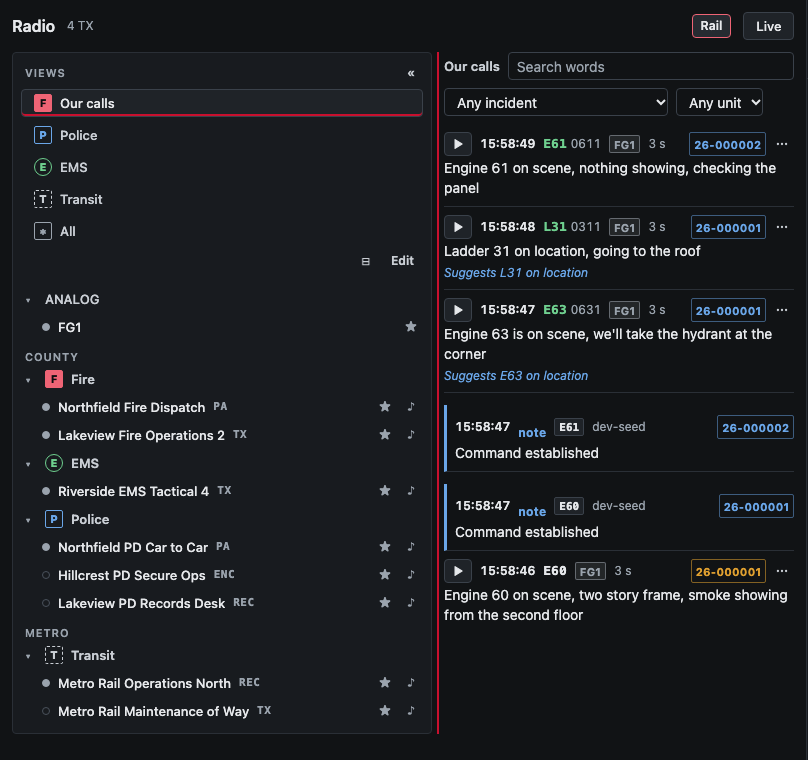 Radio 4 TX
Rail Live
VIEWS «
F Our calls
P Police
E EMS
T Transit
* All
Edit
ANALOG
FG1
COUNTY
F Fire
Northfield Fire Dispatch PA
Lakeview Fire Operations 2 TX
E EMS
Riverside EMS Tactical 4 TX
P Police
Northfield PD Car to Car PA
Hillcrest PD Secure Ops ENC
Lakeview PD Records Desk REC
METRO
T Transit
Metro Rail Operations North REC
Metro Rail Maintenance of Way TX
Our calls Search words
Any incident Any unit
15:58:49 E61 0611 FG1 3 s 26-000002 ...
Engine 61 on scene, nothing showing, checking the
panel
15:58:48 L31 0311 FG1 3 s 26-000001 ...
Ladder 31 on location, going to the roof
Suggests L31 on location
15:58:47 E63 0631 FG1 3 s 26-000001 ...
Engine 63 is on scene, we'll take the hydrant at the
corner
Suggests E63 on location
15:58:47 note E61 dev-seed 26-000002
Command established
15:58:47 note E60 dev-seed 26-000001
Command established
15:58:46 E60 FG1 3 s 26-000001 ...
Engine 60 on scene, two story frame, smoke showing
from the second floor